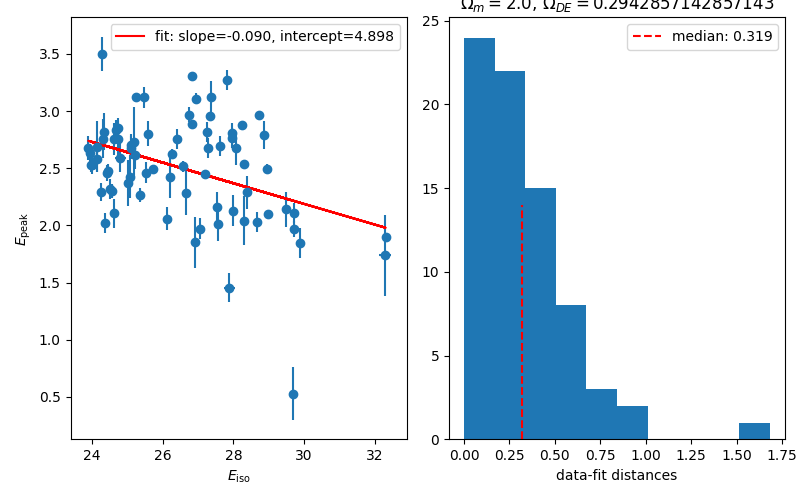 Ω_m = 2.0, Ω_DE = 0.2942857142857143
fit: slope=-0.090, intercept=4.898
median: 0.319
3.5
3.0
2.5
2.0
1.5
1.0
0.5
E_peak
24 26 28 30 32
E_iso
25
20
15
10
5
0
0.00 0.25 0.50 0.75 1.00 1.25 1.50 1.75
data-fit distances